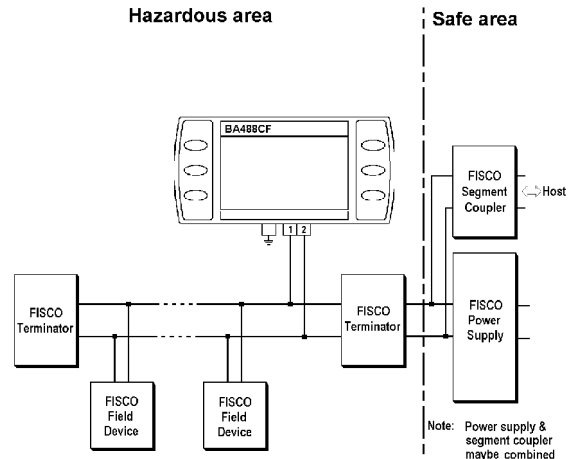 Hazardous area
Safe area
BA488CF
1 2
FISCO
Segment
Coupler
Host
FISCO
Terminator
FISCO
Terminator
FISCO
Power
Supply
FISCO
Field
Device
FISCO
Field
Device
Note: Power supply &
segment coupler
maybe combined